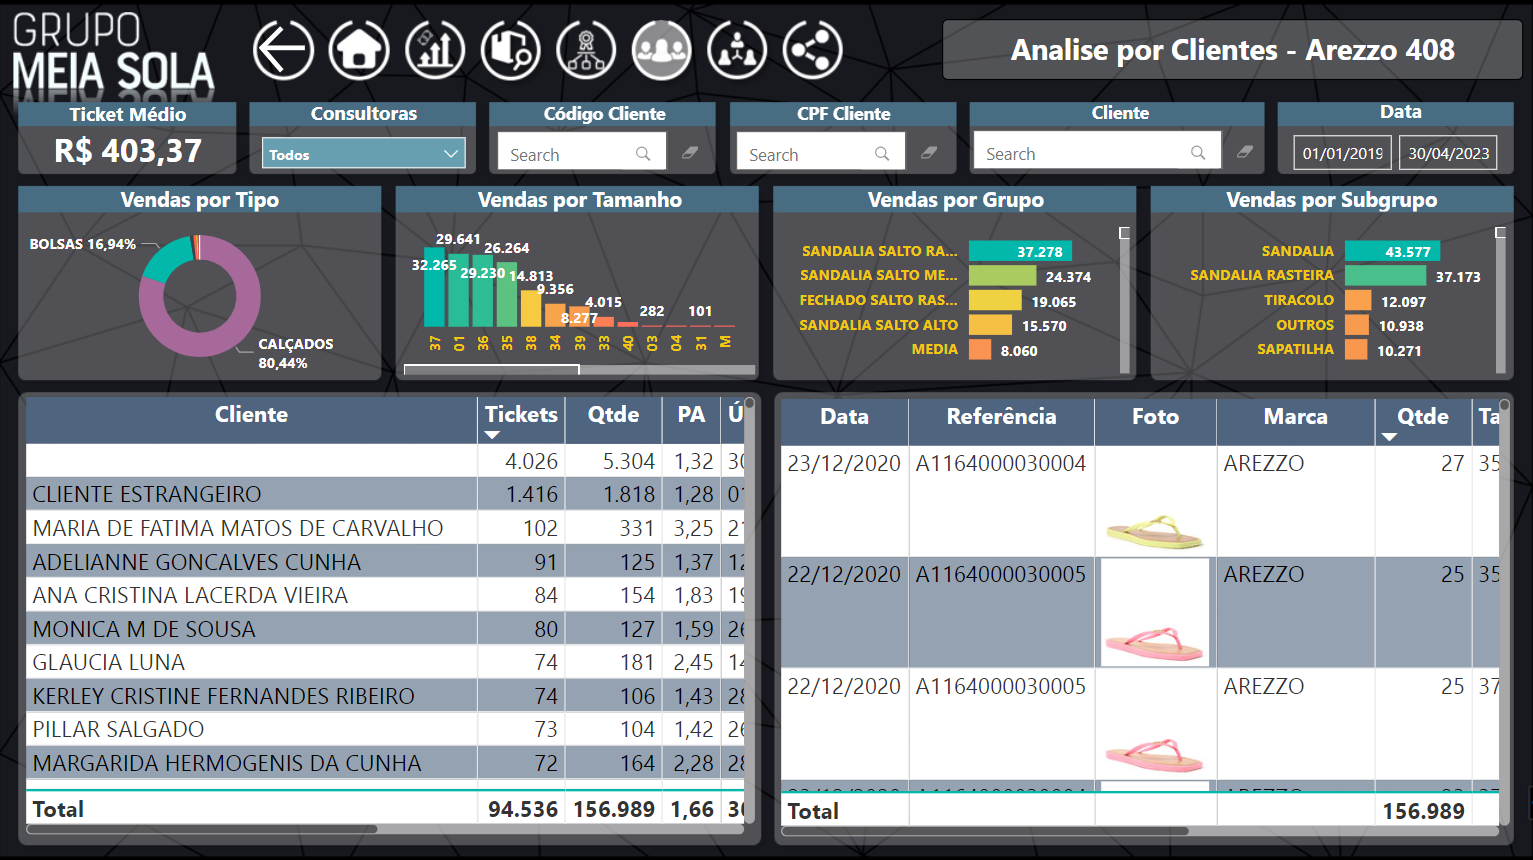 GRUPO
MEIA SOLA
Analise por Clientes - Arezzo 408
Ticket Médio
R$ 403,37
Consultoras
Todos
Código Cliente
Search
CPF Cliente
Search
Cliente
Search
Data
01/01/2019 30/04/2023
Vendas por Tipo
BOLSAS 16,94%
CALÇADOS
80,44%
Vendas por Tamanho
32.265 29.641 29.230 26.264 14.813 9.356 8.277 4.015 282 101
37 01 36 35 38 34 39 33 40 03 04 31 M
Vendas por Grupo
SANDALIA SALTO RA... 37.278
SANDALIA SALTO ME... 24.374
FECHADO SALTO RAS... 19.065
SANDALIA SALTO ALTO 15.570
MEDIA 8.060
Vendas por Subgrupo
SANDALIA 43.577
SANDALIA RASTEIRA 37.173
TIRACOLO 12.097
OUTROS 10.938
SAPATILHA 10.271
Cliente Tickets Qtde PA Ú
4.026 5.304 1,32 30
CLIENTE ESTRANGEIRO 1.416 1.818 1,28 01
MARIA DE FATIMA MATOS DE CARVALHO 102 331 3,25 21
ADELIANNE GONCALVES CUNHA 91 125 1,37 12
ANA CRISTINA LACERDA VIEIRA 84 154 1,83 19
MONICA M DE SOUSA 80 127 1,59 26
GLAUCIA LUNA 74 181 2,45 14
KERLEY CRISTINE FERNANDES RIBEIRO 74 106 1,43 28
PILLAR SALGADO 73 104 1,42 26
MARGARIDA HERMOGENIS DA CUNHA 72 164 2,28 28
Total 94.536 156.989 1,66 30
Data Referência Foto Marca Qtde Ta
23/12/2020 A1164000030004 AREZZO 27 35
22/12/2020 A1164000030005 AREZZO 25 35
22/12/2020 A1164000030005 AREZZO 25 37
Total 156.989